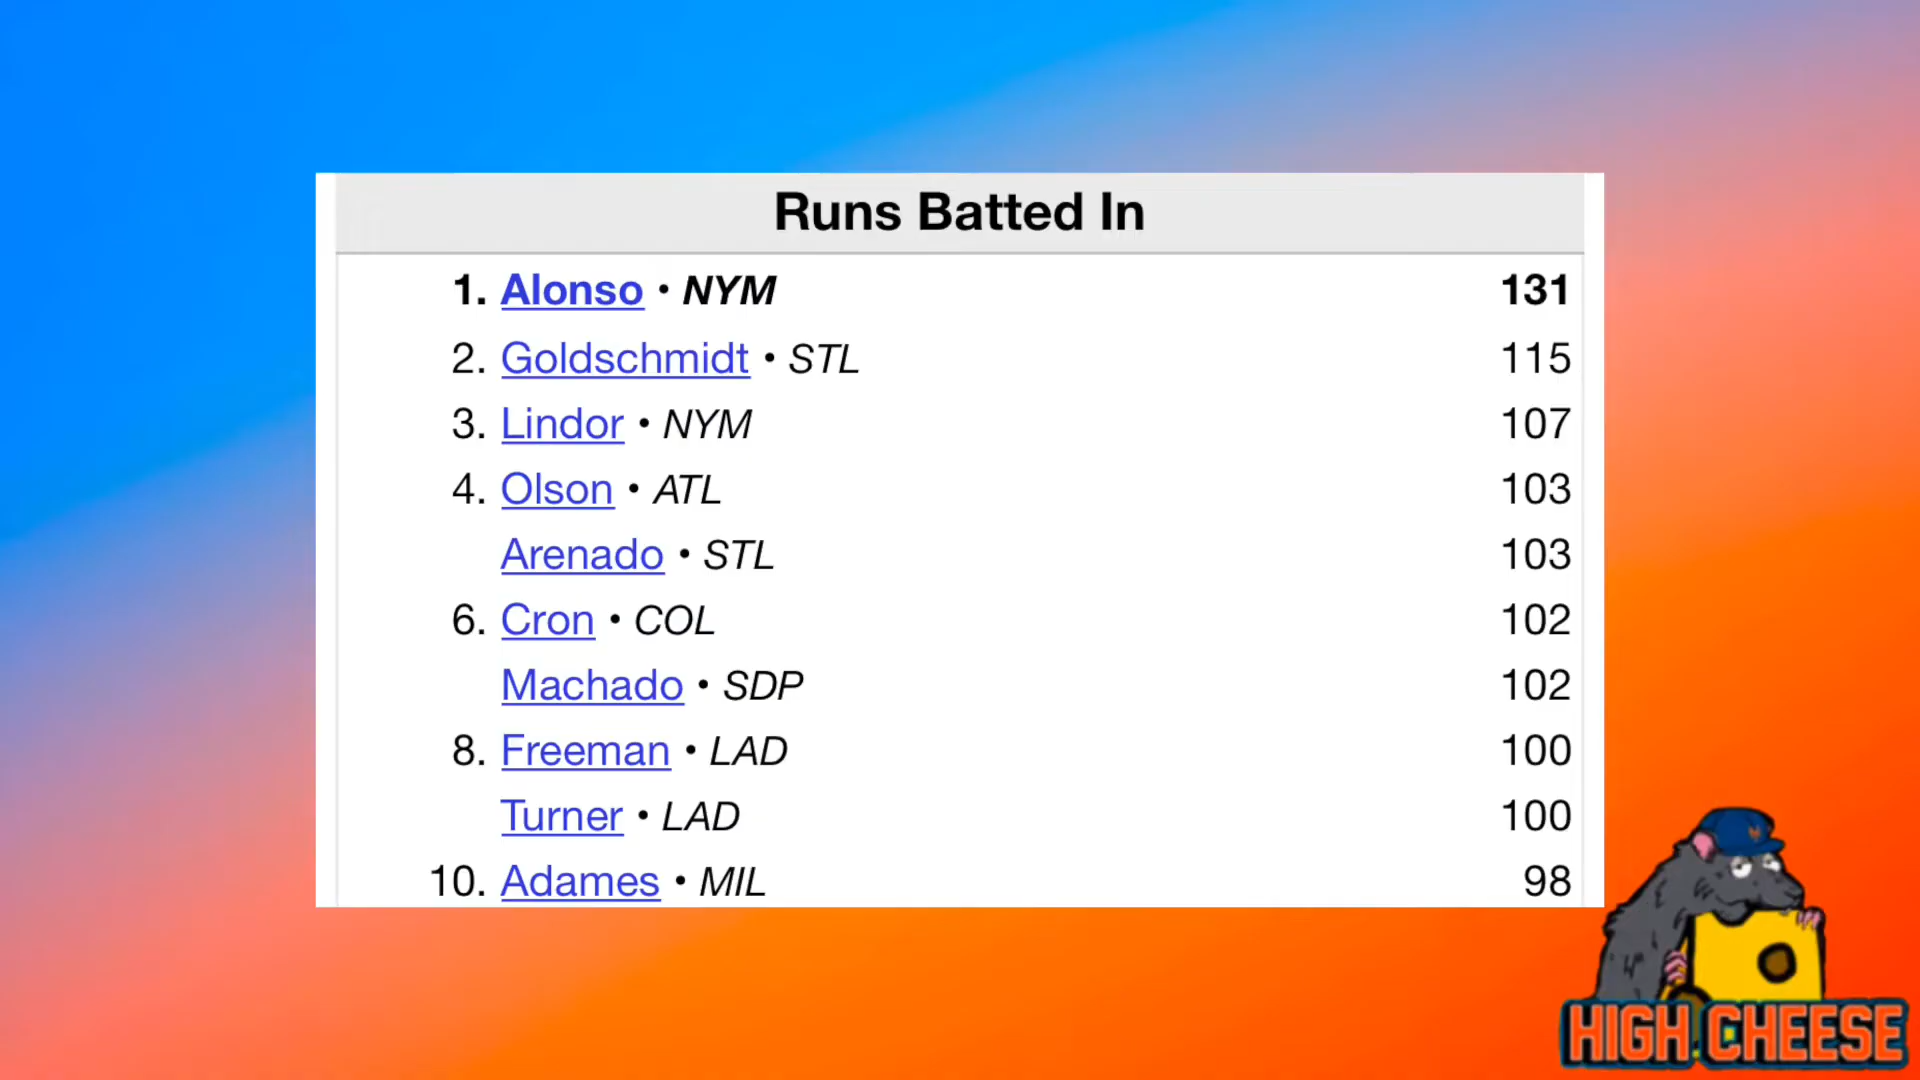 Runs Batted In
1. Alonso • NYM 131
2. Goldschmidt • STL 115
3. Lindor • NYM 107
4. Olson • ATL 103
Arenado • STL 103
6. Cron • COL 102
Machado • SDP 102
8. Freeman • LAD 100
Turner • LAD 100
10. Adames • MIL 98
HIGH CHEESE